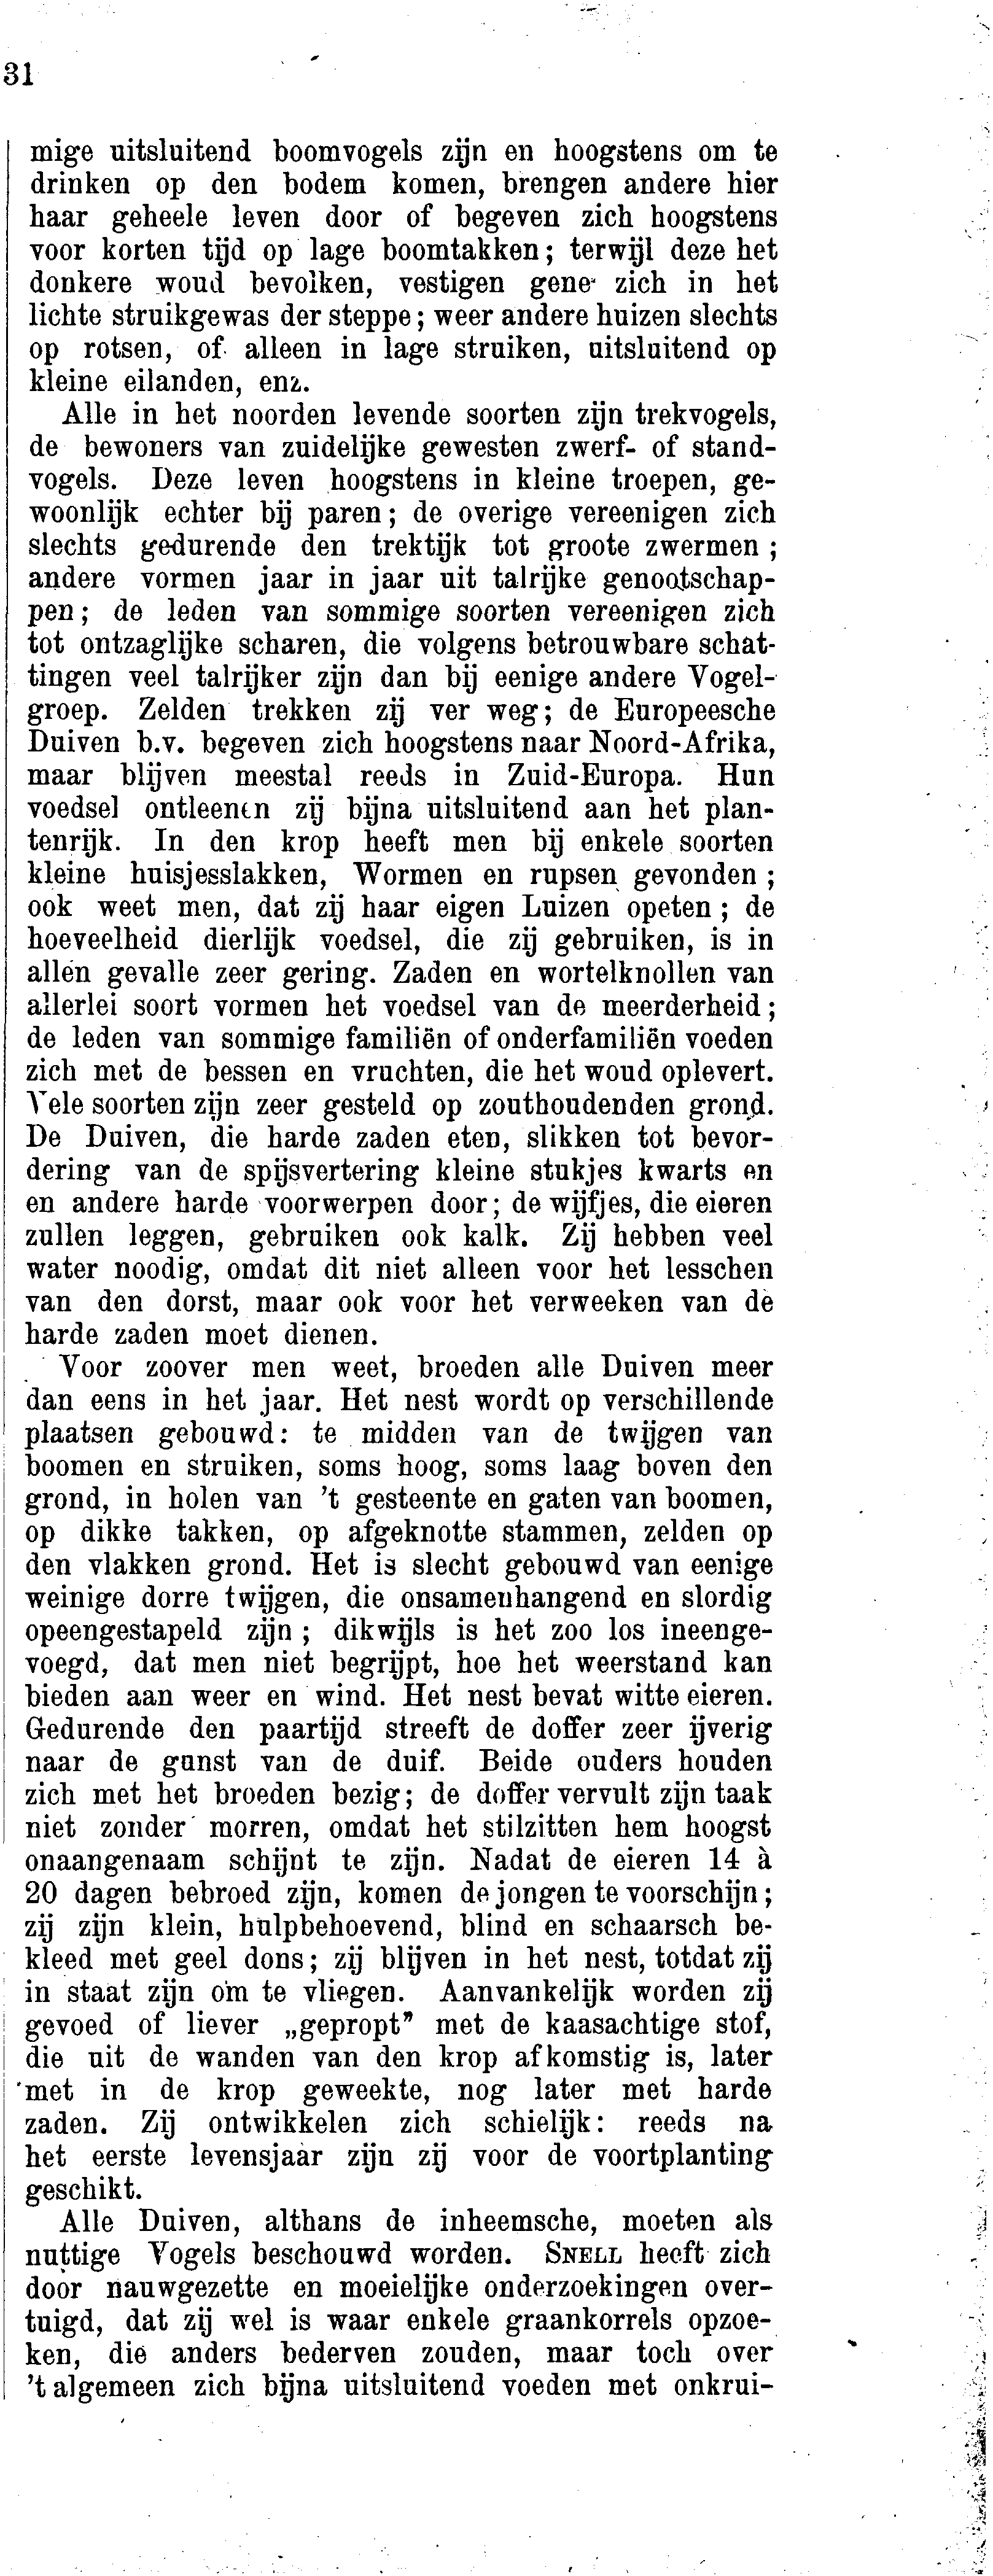 31
mige uitsluitend boomvogels zijn en hoogstens om te
drinken op den bodem komen, brengen andere hier
haar geheele leven door of begeven zich hoogstens
voor korten tijd op lage boomtakken; terwijl deze het
donkere woud bevolken, vestigen gene zich in het
lichte struikgewas der steppe; weer andere huizen slechts
op rotsen, of alleen in lage struiken, uitsluitend op
kleine eilanden, enz.
Alle in het noorden levende soorten zijn trekvogels,
de bewoners van zuidelijke gewesten zwerf- of stand-
vogels. Deze leven hoogstens in kleine troepen, ge-
woonlijk echter bij paren; de overige vereenigen zich
slechts gedurende den trektijk tot groote zwermen;
andere vormen jaar in jaar uit talrijke genootschap-
pen; de leden van sommige soorten vereenigen zich
tot ontzaglijke scharen, die volgens betrouwbare schat-
tingen veel talrijker zijn dan bij eenige andere Vogel-
groep. Zelden trekken zij ver weg; de Europeesche
Duiven b.v. begeven zich hoogstens naar Noord-Afrika,
maar blijven meestal reeds in Zuid-Europa. Hun
voedsel ontleenen zij bijna uitsluitend aan het plan-
tenrijk. In den krop heeft men bij enkele soorten
kleine huisjesslakken, Wormen en rupsen gevonden;
ook weet men, dat zij haar eigen Luizen opeten; de
hoeveelheid dierlijk voedsel, die zij gebruiken, is in
allen gevalle zeer gering. Zaden en wortelknollen van
allerlei soort vormen het voedsel van de meerderheid;
de leden van sommige familiën of onderfamiliën voeden
zich met de bessen en vruchten, die het woud oplevert.
Vele soorten zijn zeer gesteld op zouthoudenden grond.
De Duiven, die harde zaden eten, slikken tot bevor-
dering van de spijsvertering kleine stukjes kwarts en
en andere harde voorwerpen door; de wijfjes, die eieren
zullen leggen, gebruiken ook kalk. Zij hebben veel
water noodig, omdat dit niet alleen voor het lesschen
van den dorst, maar ook voor het verweeken van de
harde zaden moet dienen.
Voor zoover men weet, broeden alle Duiven meer
dan eens in het jaar. Het nest wordt op verschillende
plaatsen gebouwd: te midden van de twijgen van
boomen en struiken, soms hoog, soms laag boven den
grond, in holen van 't gesteente en gaten van boomen,
op dikke takken, op afgeknotte stammen, zelden op
den vlakken grond. Het is slecht gebouwd van eenige
weinige dorre twijgen, die onsamenhangend en slordig
opeengestapeld zijn; dikwijls is het zoo los ineenge-
voegd, dat men niet begrijpt, hoe het weerstand kan
bieden aan weer en wind. Het nest bevat witte eieren.
Gedurende den paartijd streeft de doffer zeer ijverig
naar de gunst van de duif. Beide ouders houden
zich met het broeden bezig; de doffer vervult zijn taak
niet zonder morren, omdat het stilzitten hem hoogst
onaangenaam schijnt te zijn. Nadat de eieren 14 à
20 dagen bebroed zijn, komen de jongen te voorschijn;
zij zijn klein, hulpbehoevend, blind en schaarsch be-
kleed met geel dons; zij blijven in het nest, totdat zij
in staat zijn om te vliegen. Aanvankelijk worden zij
gevoed of liever „gepropt” met de kaasachtige stof,
die uit de wanden van den krop afkomstig is, later
met in de krop geweekte, nog later met harde
zaden. Zij ontwikkelen zich schielijk: reeds na
het eerste levensjaar zijn zij voor de voortplanting
geschikt.
Alle Duiven, althans de inheemsche, moeten als
nuttige Vogels beschouwd worden. SNELL heeft zich
door nauwgezette en moeielijke onderzoekingen over-
tuigd, dat zij wel is waar enkele graankorrels opzoe-
ken, die anders bederven zouden, maar toch over
't algemeen zich bijna uitsluitend voeden met onkrui-